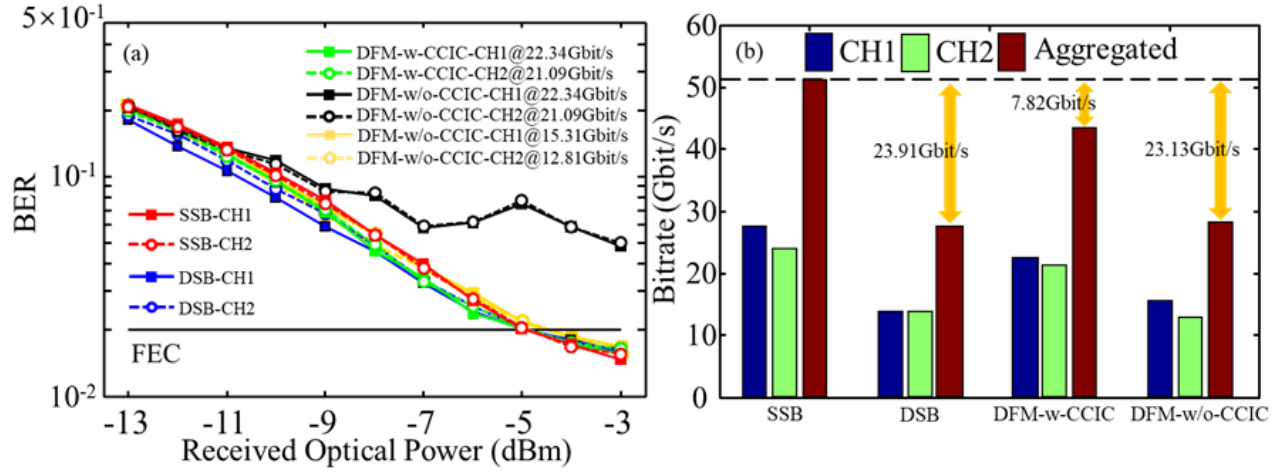 5×10⁻¹
(a)
DFM-w-CCIC-CH1@22.34Gbit/s
DFM-w-CCIC-CH2@21.09Gbit/s
DFM-w/o-CCIC-CH1@22.34Gbit/s
DFM-w/o-CCIC-CH2@21.09Gbit/s
DFM-w/o-CCIC-CH1@15.31Gbit/s
DFM-w/o-CCIC-CH2@12.81Gbit/s
10⁻¹
BER
SSB-CH1
SSB-CH2
DSB-CH1
DSB-CH2
FEC
10⁻²
-13 -11 -9 -7 -5 -3
Received Optical Power (dBm)
(b)
CH1 CH2 Aggregated
60
50
40
30
20
10
0
Bitrate (Gbit/s)
23.91Gbit/s
7.82Gbit/s
23.13Gbit/s
SSB DSB DFM-w-CCIC DFM-w/o-CCIC